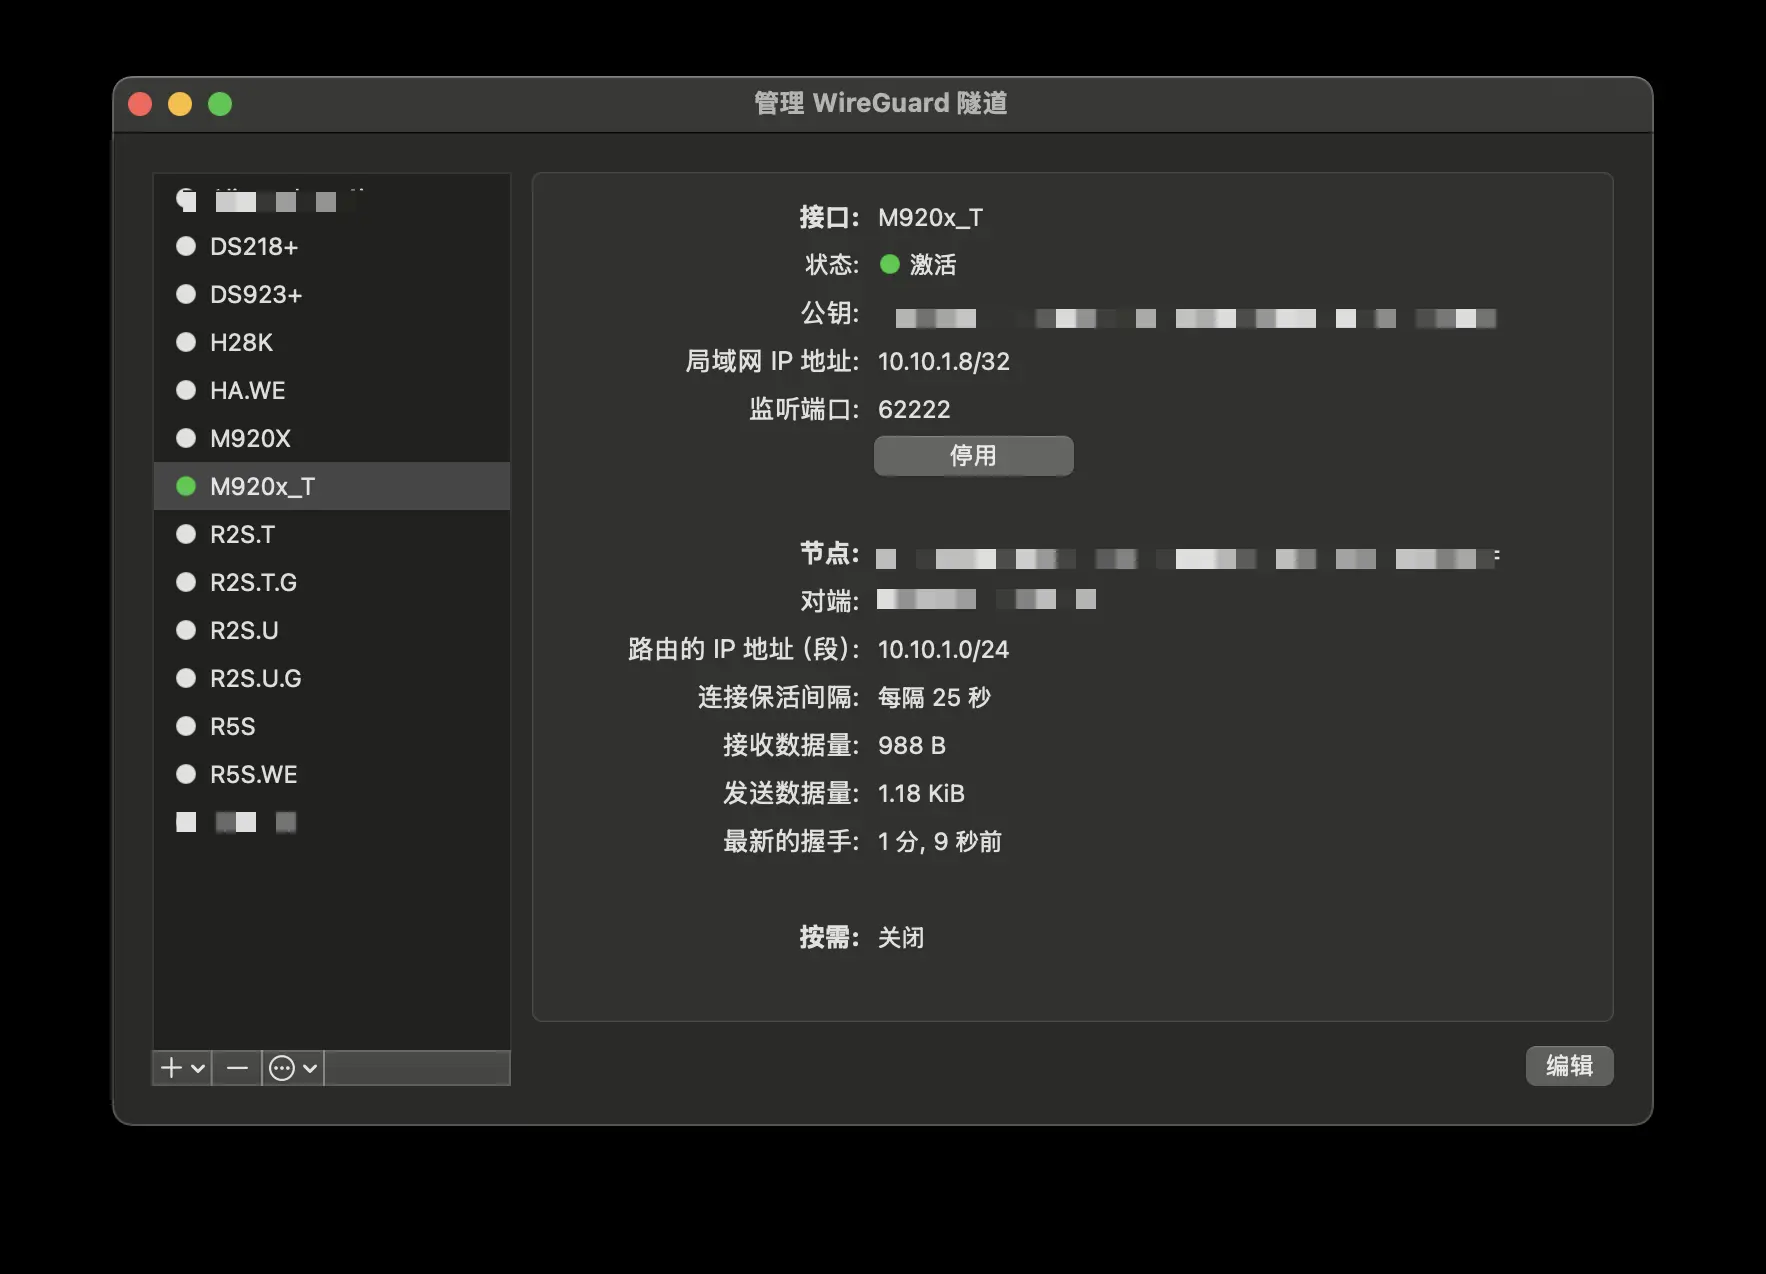 管理 WireGuard 隧道
DS218+
DS923+
H28K
HA.WE
M920X
M920x_T
R2S.T
R2S.T.G
R2S.U
R2S.U.G
R5S
R5S.WE
接口: M920x_T
状态: 激活
公钥:
局域网 IP 地址: 10.10.1.8/32
监听端口: 62222
停用
节点:
对端:
路由的 IP 地址（段）: 10.10.1.0/24
连接保活间隔: 每隔 25 秒
接收数据量: 988 B
发送数据量: 1.18 KiB
最新的握手: 1 分, 9 秒前
按需: 关闭
编辑